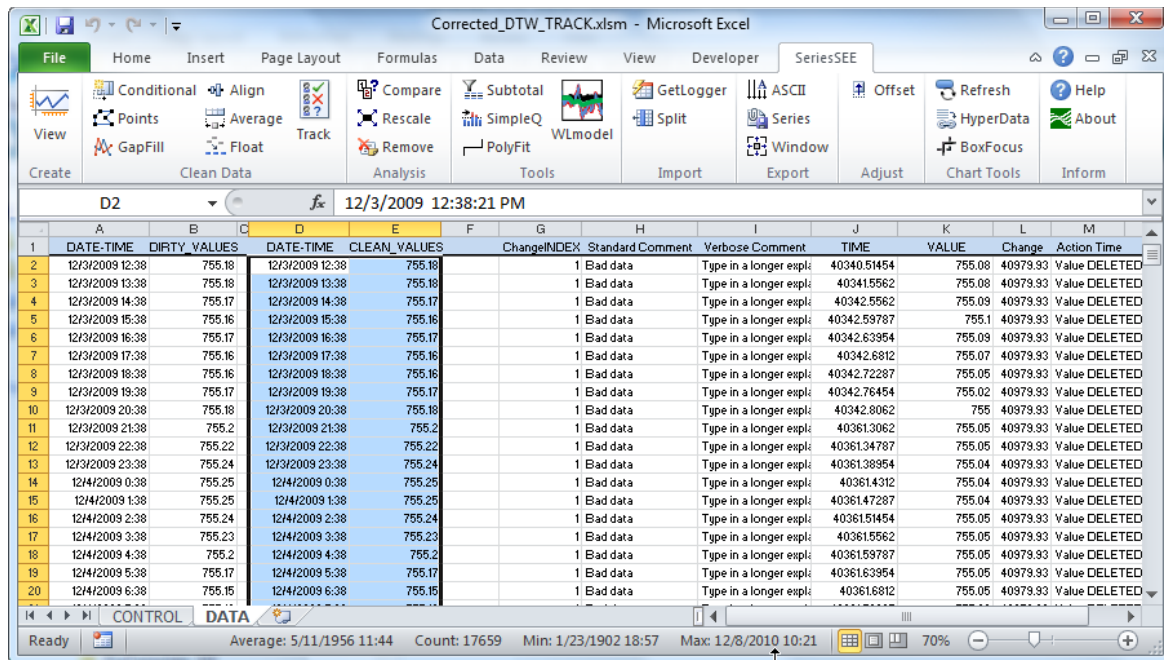 Corrected_DTW_TRACK.xlsm - Microsoft Excel
File Home Insert Page Layout Formulas Data Review View Developer SeriesSEE
View Conditional Align Points Average GapFill Float Track Compare Rescale Remove Subtotal SimpleQ PolyFit WLmodel GetLogger Split ASCII Series Window Offset Refresh HyperData BoxFocus Help About
Create Clean Data Analysis Tools Import Export Adjust Chart Tools Inform
D2 fx 12/3/2009 12:38:21 PM
A B C D E F G H I J K L M
1 DATE-TIME DIRTY_VALUES DATE-TIME CLEAN_VALUES ChangeINDEX Standard Comment Verbose Comment TIME VALUE Change Action Time
2 12/3/2009 12:38 755.18 12/3/2009 12:38 755.18 1 Bad data Type in a longer expla 40340.51454 755.08 40979.93 Value DELETED
3 12/3/2009 13:38 755.18 12/3/2009 13:38 755.18 1 Bad data Type in a longer expla 40341.5562 755.08 40979.93 Value DELETED
4 12/3/2009 14:38 755.17 12/3/2009 14:38 755.17 1 Bad data Type in a longer expla 40342.5562 755.09 40979.93 Value DELETED
5 12/3/2009 15:38 755.16 12/3/2009 15:38 755.16 1 Bad data Type in a longer expla 40342.59787 755.1 40979.93 Value DELETED
6 12/3/2009 16:38 755.17 12/3/2009 16:38 755.17 1 Bad data Type in a longer expla 40342.63954 755.09 40979.93 Value DELETED
7 12/3/2009 17:38 755.16 12/3/2009 17:38 755.16 1 Bad data Type in a longer expla 40342.6812 755.07 40979.93 Value DELETED
8 12/3/2009 18:38 755.16 12/3/2009 18:38 755.16 1 Bad data Type in a longer expla 40342.72287 755.05 40979.93 Value DELETED
9 12/3/2009 19:38 755.17 12/3/2009 19:38 755.17 1 Bad data Type in a longer expla 40342.76454 755.02 40979.93 Value DELETED
10 12/3/2009 20:38 755.18 12/3/2009 20:38 755.18 1 Bad data Type in a longer expla 40342.8062 755 40979.93 Value DELETED
11 12/3/2009 21:38 755.2 12/3/2009 21:38 755.2 1 Bad data Type in a longer expla 40361.3062 755.05 40979.93 Value DELETED
12 12/3/2009 22:38 755.22 12/3/2009 22:38 755.22 1 Bad data Type in a longer expla 40361.34787 755.05 40979.93 Value DELETED
13 12/3/2009 23:38 755.24 12/3/2009 23:38 755.24 1 Bad data Type in a longer expla 40361.38954 755.04 40979.93 Value DELETED
14 12/4/2009 0:38 755.25 12/4/2009 0:38 755.25 1 Bad data Type in a longer expla 40361.4312 755.04 40979.93 Value DELETED
15 12/4/2009 1:38 755.25 12/4/2009 1:38 755.25 1 Bad data Type in a longer expla 40361.47287 755.04 40979.93 Value DELETED
16 12/4/2009 2:38 755.24 12/4/2009 2:38 755.24 1 Bad data Type in a longer expla 40361.51454 755.05 40979.93 Value DELETED
17 12/4/2009 3:38 755.23 12/4/2009 3:38 755.23 1 Bad data Type in a longer expla 40361.5562 755.05 40979.93 Value DELETED
18 12/4/2009 4:38 755.2 12/4/2009 4:38 755.2 1 Bad data Type in a longer expla 40361.59787 755.05 40979.93 Value DELETED
19 12/4/2009 5:38 755.17 12/4/2009 5:38 755.17 1 Bad data Type in a longer expla 40361.63954 755.05 40979.93 Value DELETED
20 12/4/2009 6:38 755.15 12/4/2009 6:38 755.15 1 Bad data Type in a longer expla 40361.6812 755.05 40979.93 Value DELETED
CONTROL DATA
Ready Average: 5/11/1956 11:44 Count: 17659 Min: 1/23/1902 18:57 Max: 12/8/2010 10:21 70%